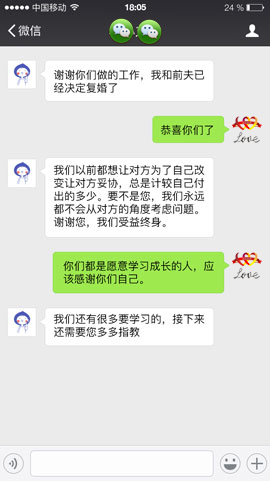 中国移动 18:05 24 %
微信
谢谢你们做的工作，我和前夫已
经决定复婚了
恭喜你们了
Love
我们以前都想让对方为了自己改
变让对方妥协，总是计较自己付
出的多少。要不是您，我们永远
都不会从对方的角度考虑问题。
谢谢您，我们受益终身。
你们都是愿意学习成长的人，应
该感谢你们自己。
Love
我们还有很多要学习的，接下来
还需要您多多指教